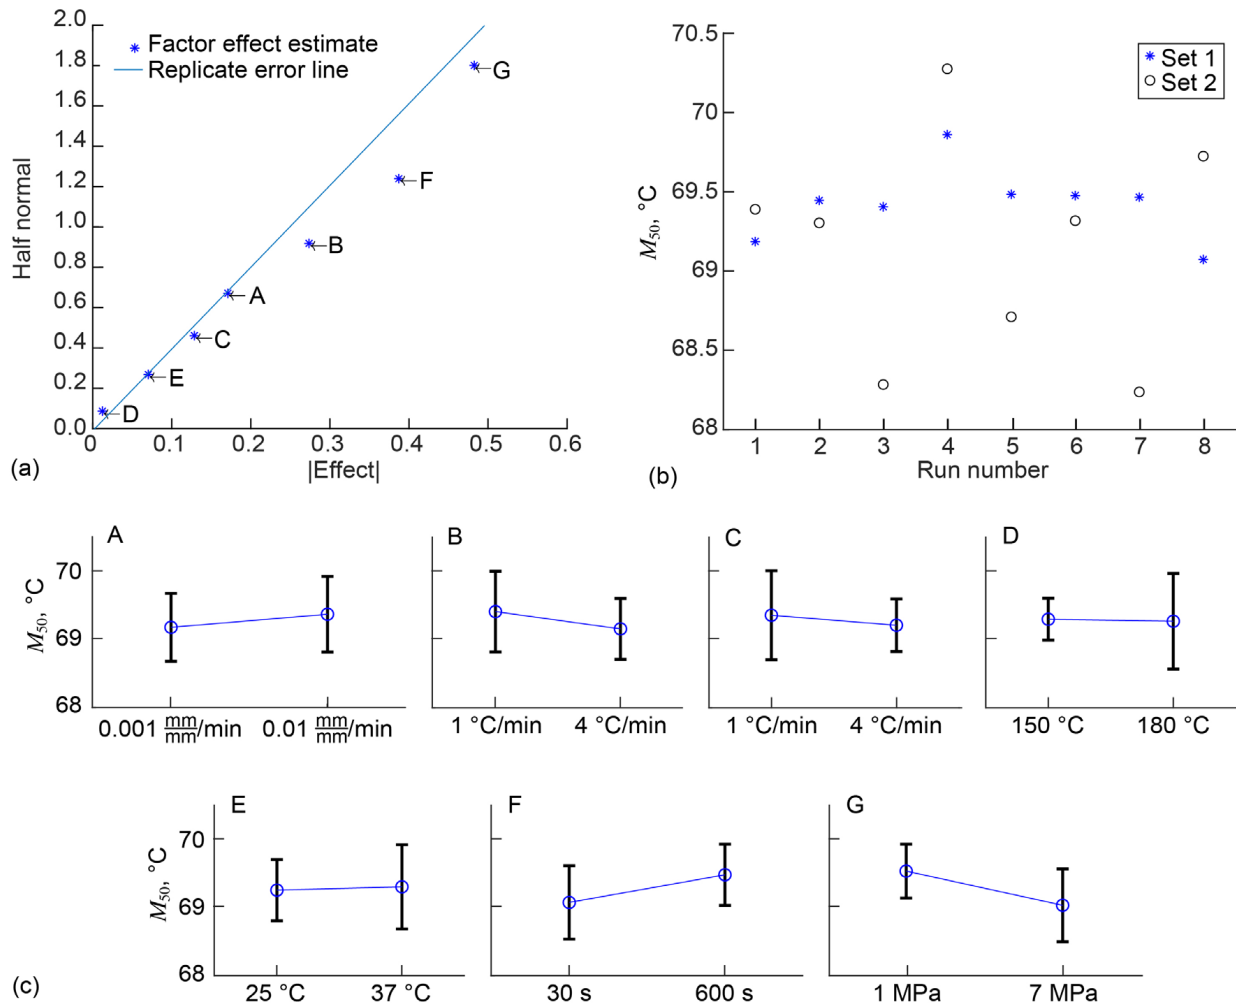 2.0
1.8
1.6
1.4
1.2
1.0
0.8
0.6
0.4
0.2
0.0
Half normal
Factor effect estimate
Replicate error line
G
F
B
A
C
E
D
0 0.1 0.2 0.3 0.4 0.5 0.6
|Effect|
(a)
70.5
70
69.5
69
68.5
68
M50, °C
Set 1
Set 2
1 2 3 4 5 6 7 8
Run number
(b)
A
70
69
68
M50, °C
0.001 mm/mm/min 0.01 mm/mm/min
B
1 °C/min 4 °C/min
C
1 °C/min 4 °C/min
D
150 °C 180 °C
E
70
69
68
M50, °C
25 °C 37 °C
F
30 s 600 s
G
1 MPa 7 MPa
(c)